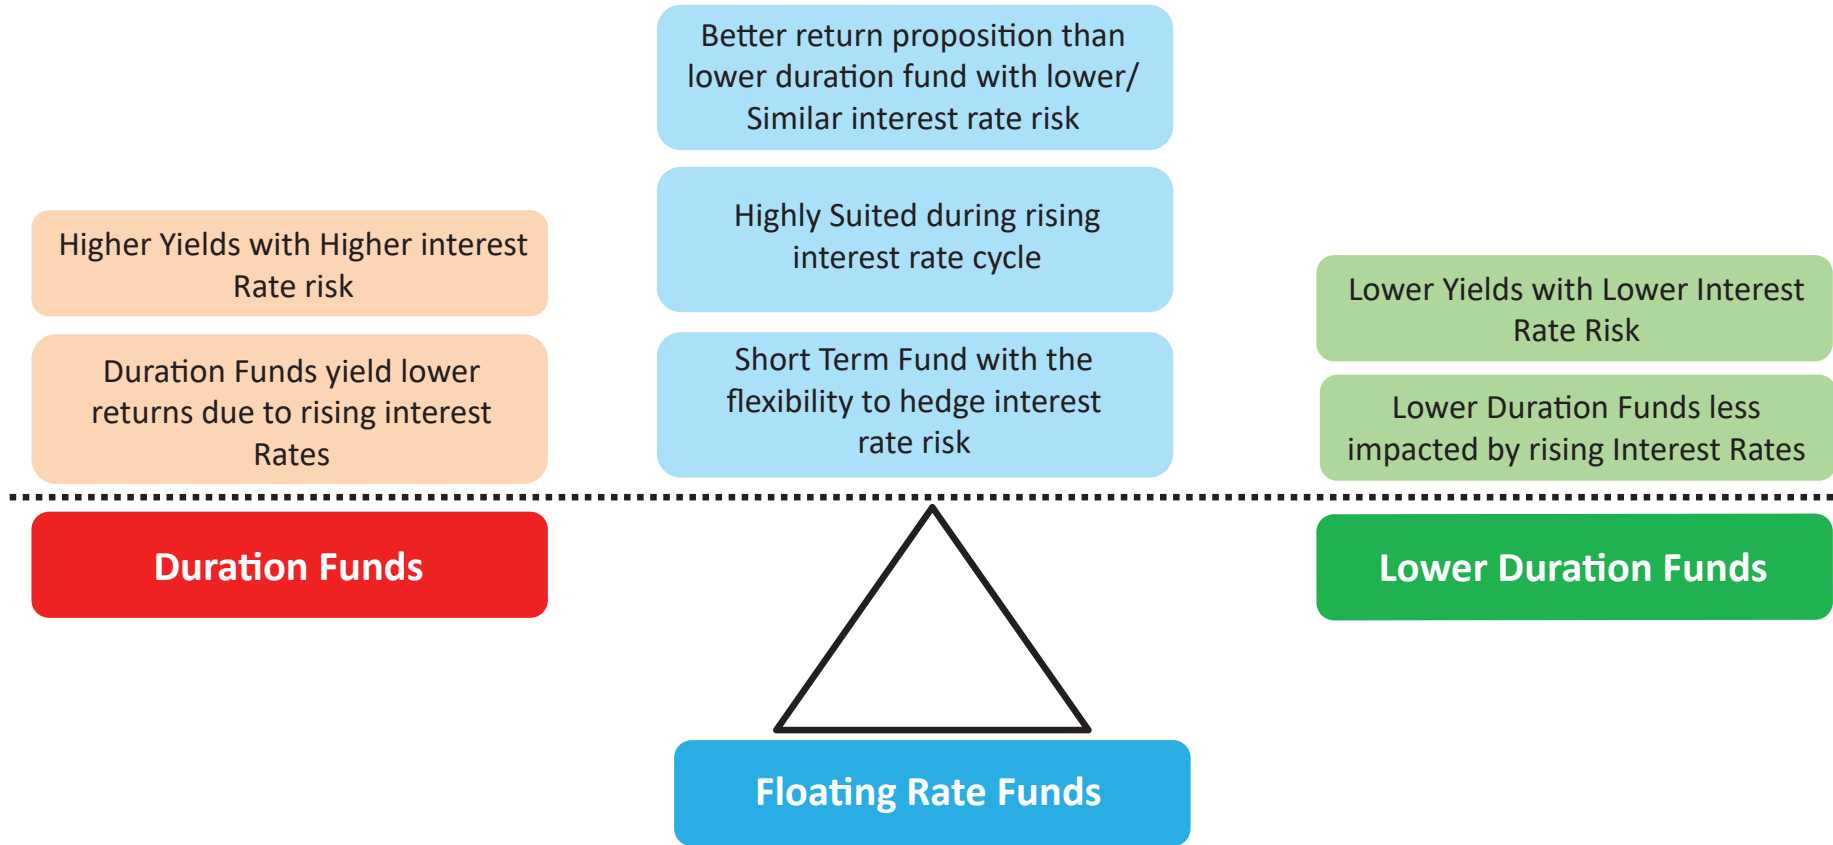 Better return proposition than
lower duration fund with lower/
Similar interest rate risk
Highly Suited during rising
interest rate cycle
Short Term Fund with the
flexibility to hedge interest
rate risk
Higher Yields with Higher interest
Rate risk
Duration Funds yield lower
returns due to rising interest
Rates
Lower Yields with Lower Interest
Rate Risk
Lower Duration Funds less
impacted by rising Interest Rates
Duration Funds
Lower Duration Funds
Floating Rate Funds